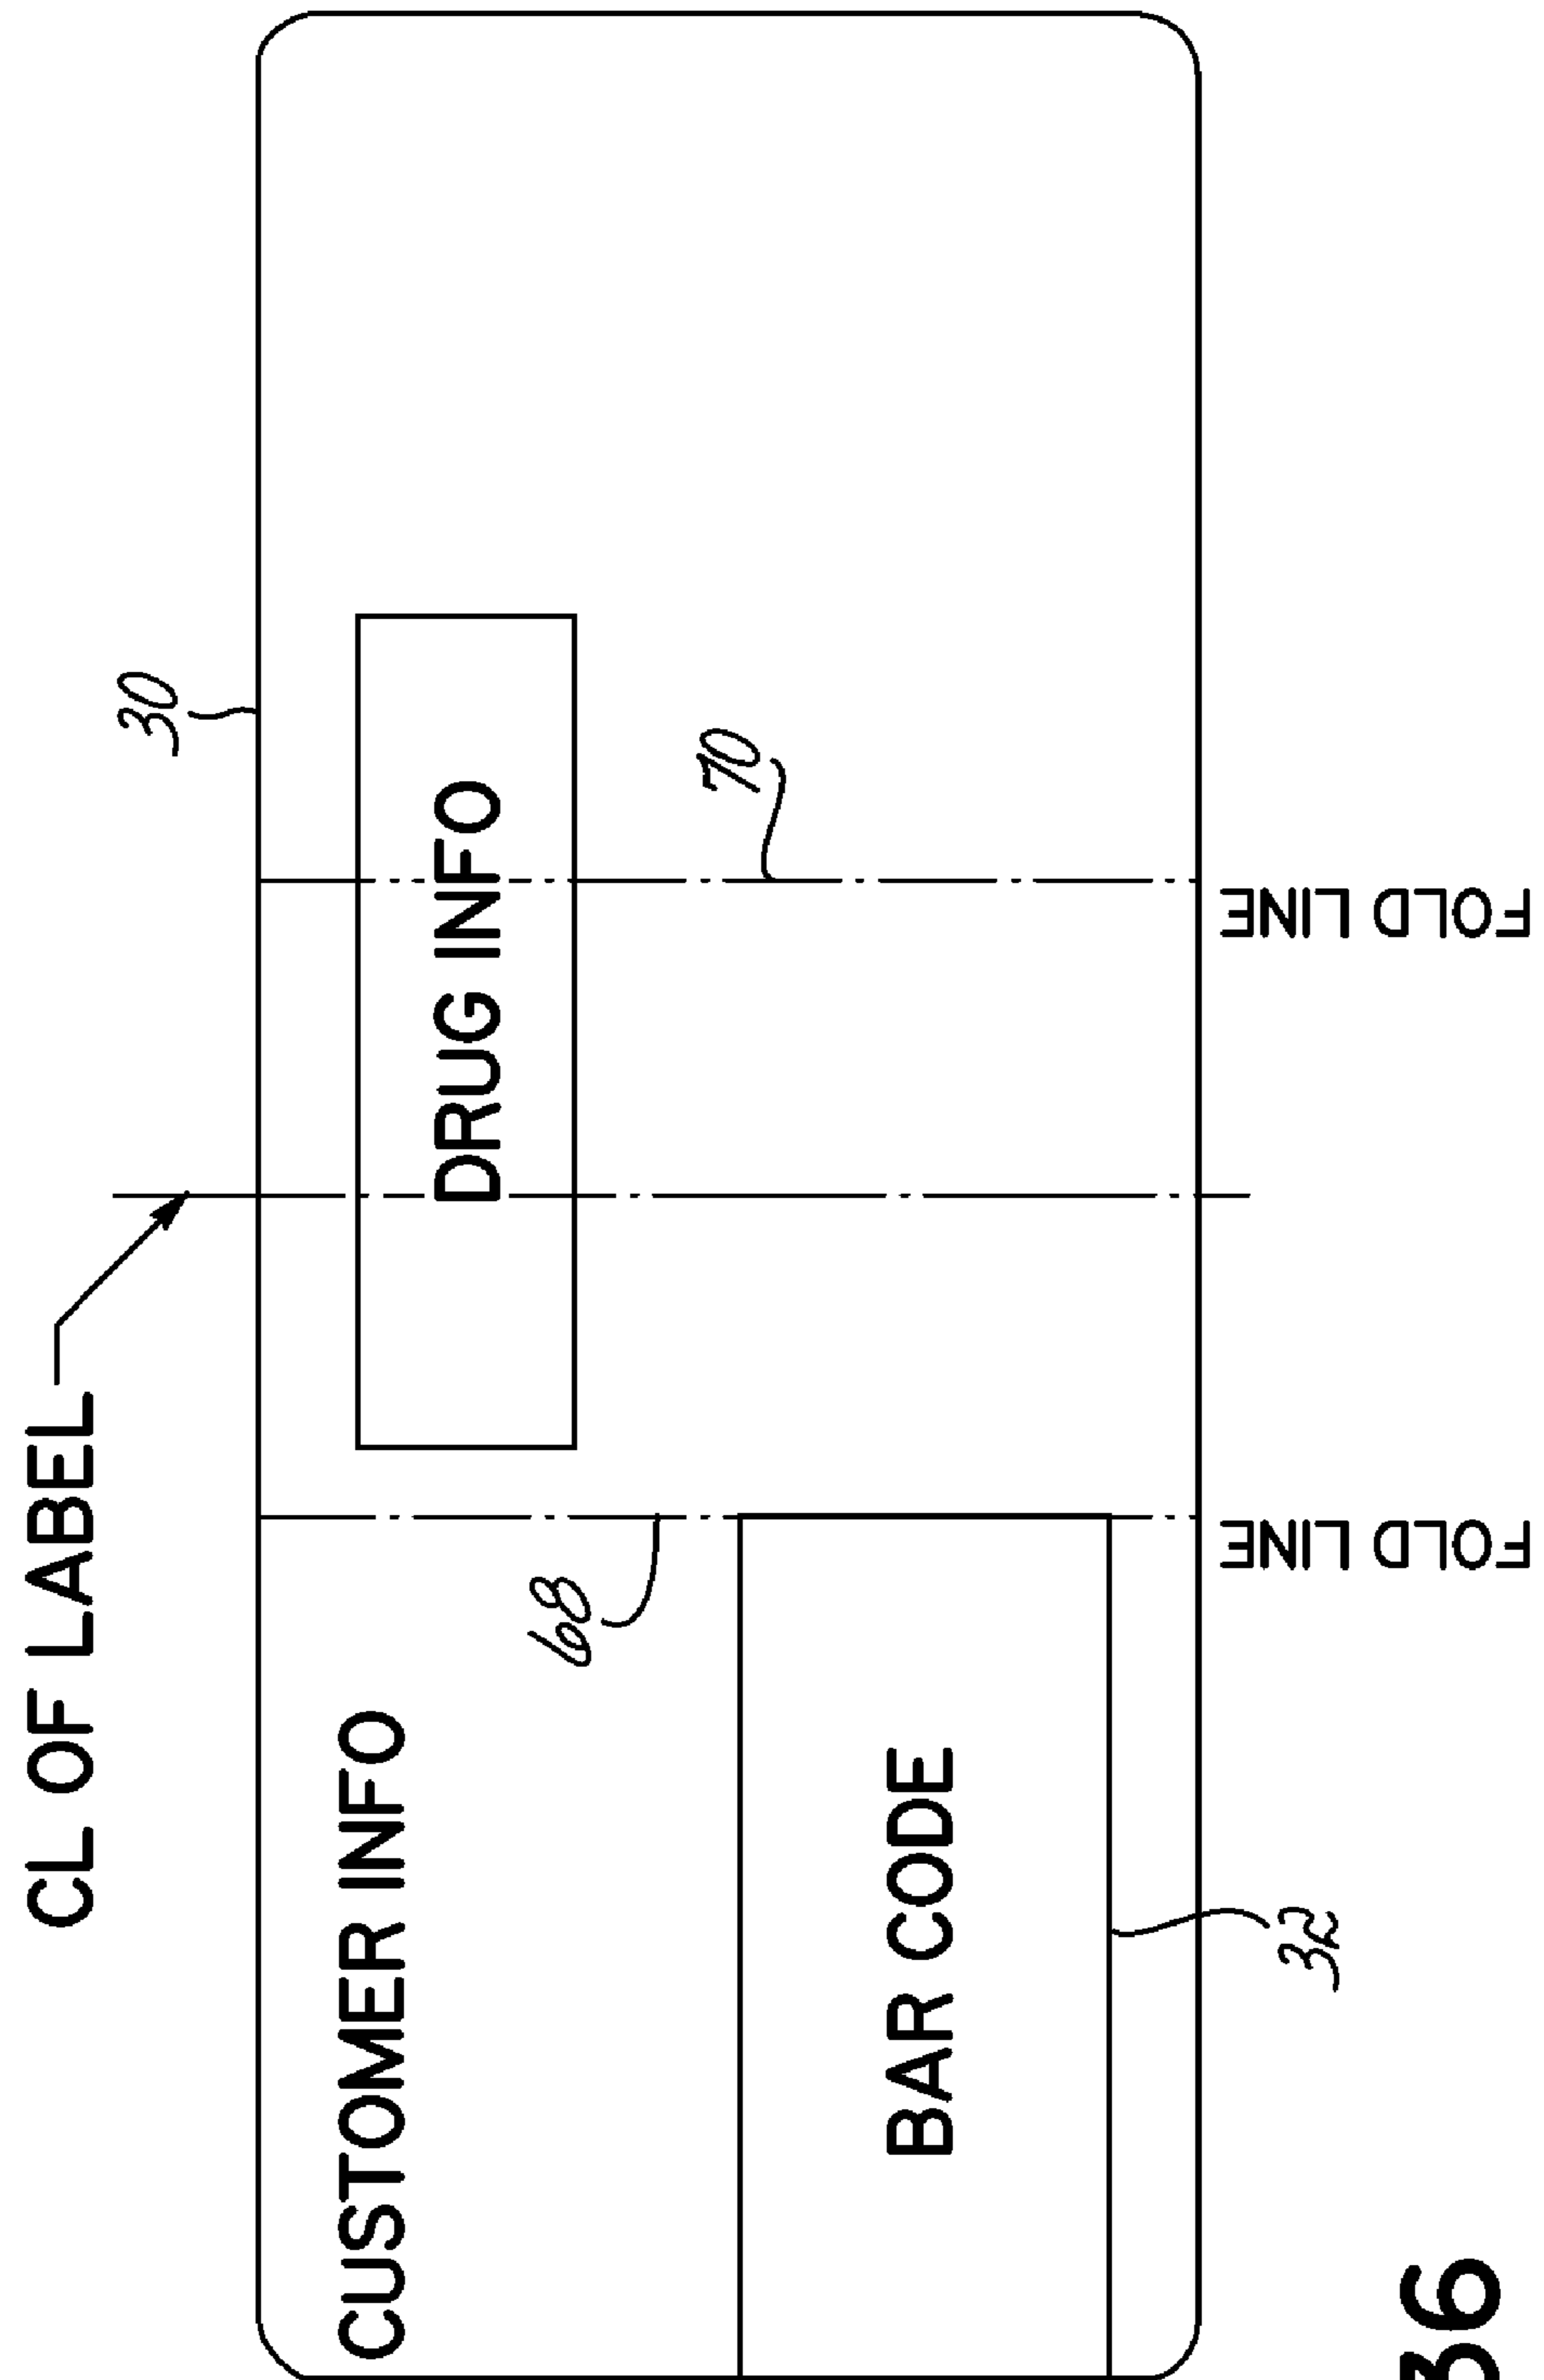 CL OF LABEL
30
CUSTOMER INFO
DRUG INFO
68
70
BAR CODE
32
FOLD LINE
FOLD LINE
36